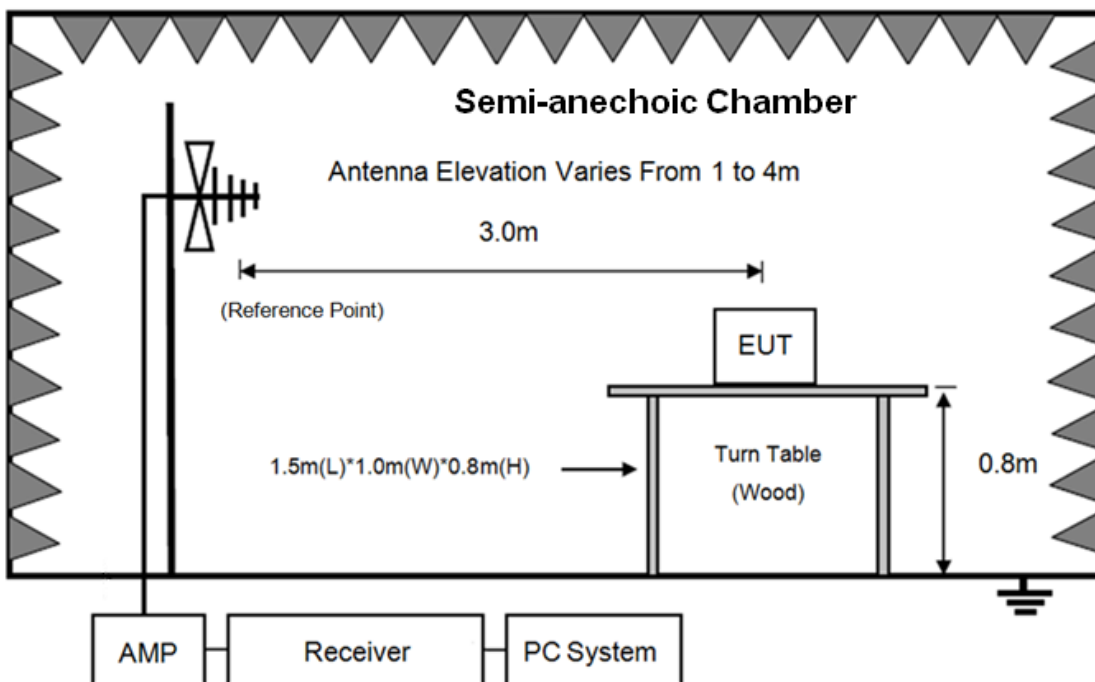 Semi-anechoic Chamber
Antenna Elevation Varies From 1 to 4m
3.0m
(Reference Point)
EUT
1.5m(L)*1.0m(W)*0.8m(H)
Turn Table
(Wood)
0.8m
AMP
Receiver
PC System